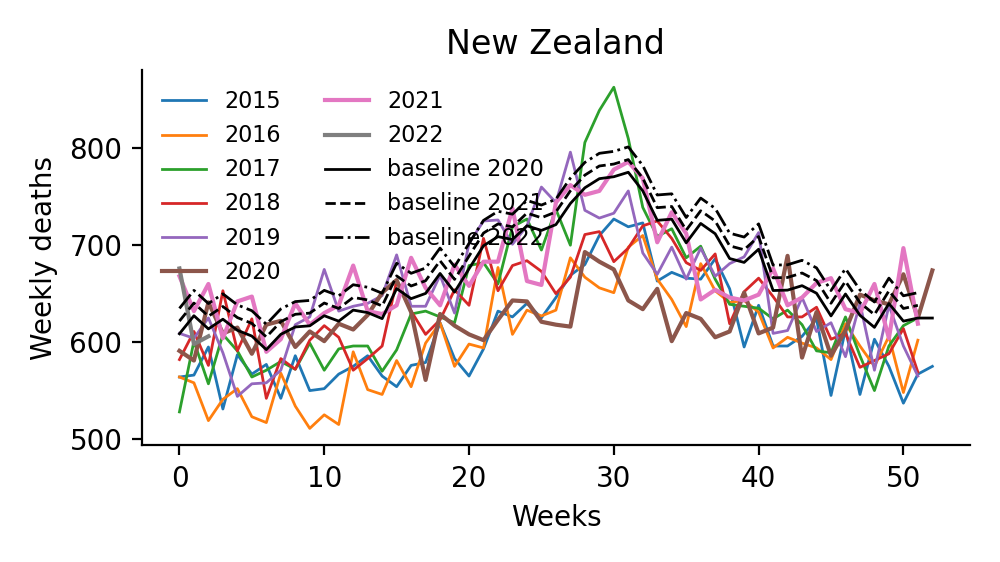 New Zealand
Weekly deaths
800
700
600
500
2015
2016
2017
2018
2019
2020
2021
2022
baseline 2020
baseline 2021
baseline 2022
0 10 20 30 40 50
Weeks